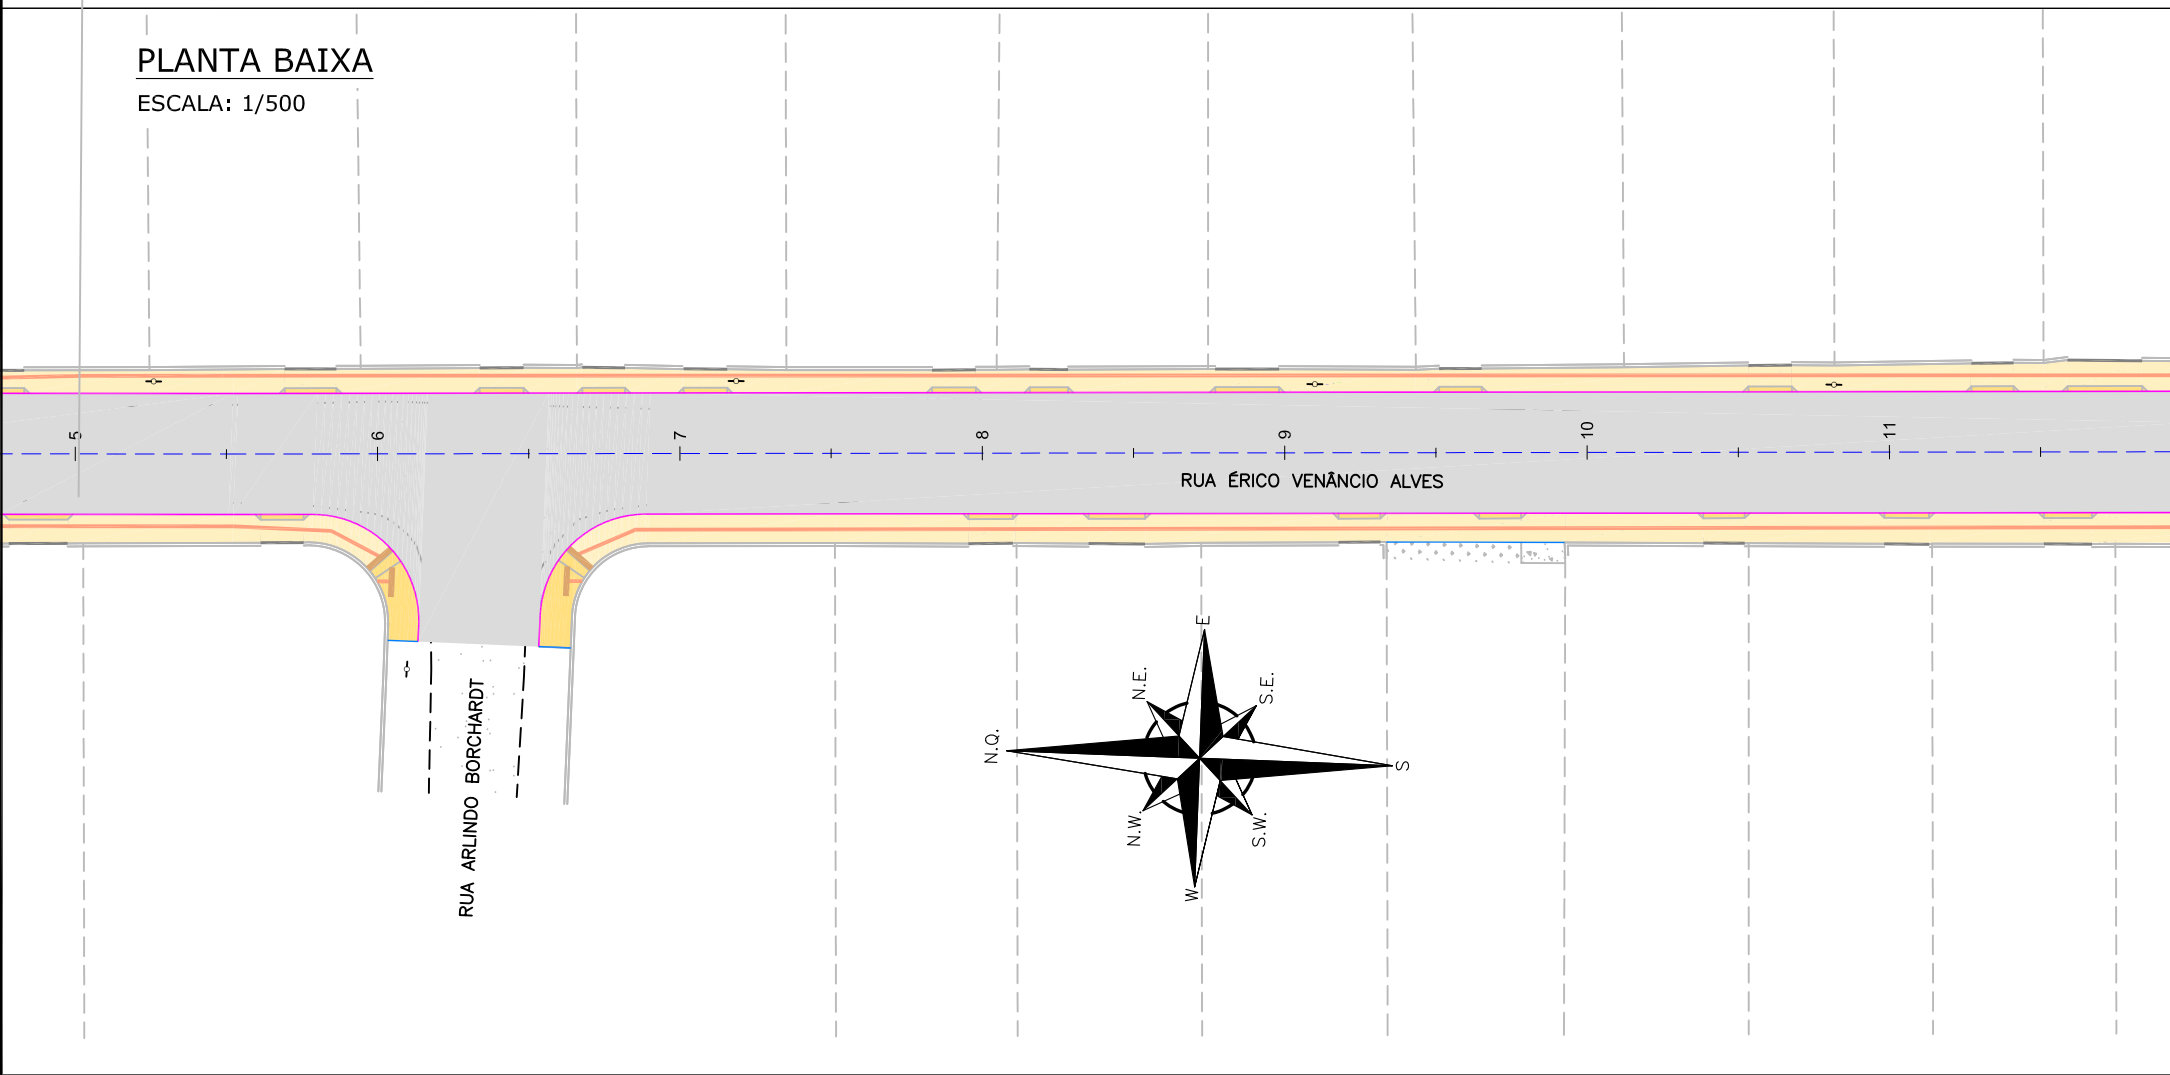 PLANTA BAIXA
ESCALA: 1/500
5
6
7
8
9
10
11
RUA ÉRICO VENÂNCIO ALVES
RUA ARLINDO BORCHARDT
E
N.E.
S.E.
N.Q.
S
N.W.
S.W.
W